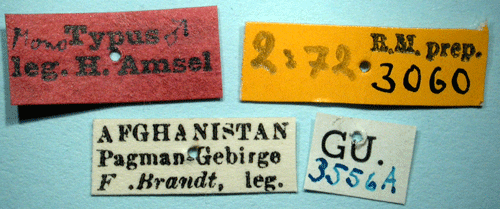 Typus
leg. H. Amsel
2:72 R.M. prep.
3060
AFGHANISTAN
Pagman-Gebirge
F. Brandt, leg.
GU.
3556A